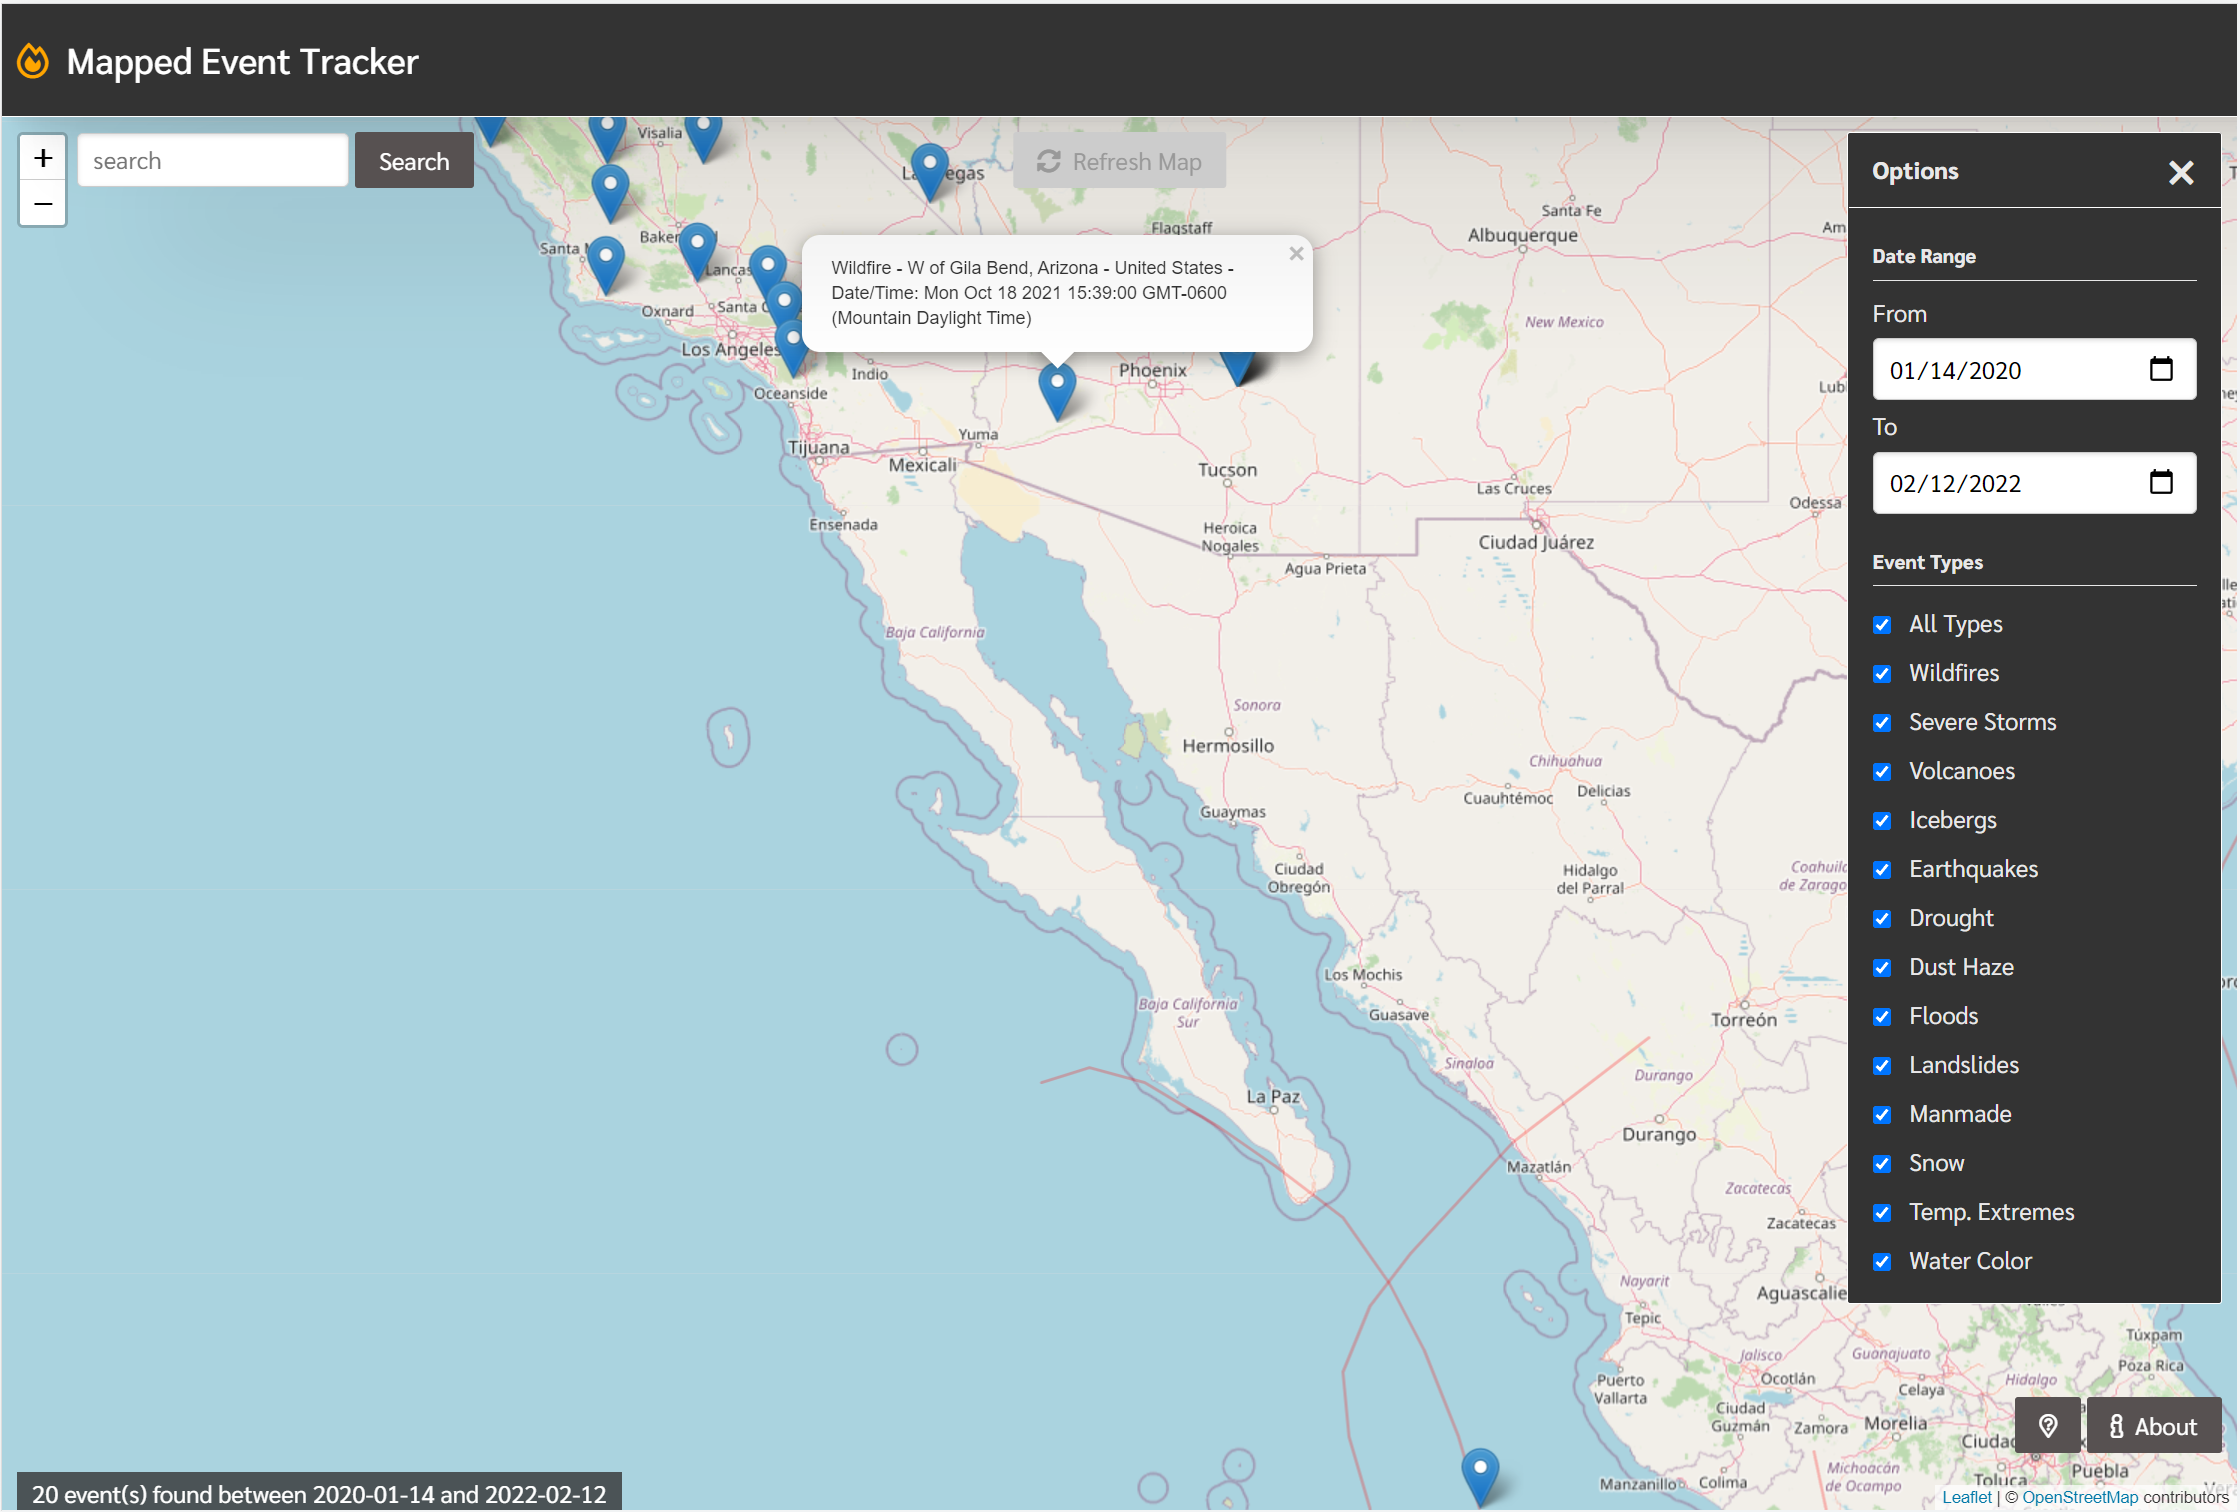 Mapped Event Tracker
+
−
search
Search
Refresh Map
Visalia
Santa Fe
Albuquerque
Flagstaff
Wildfire - W of Gila Bend, Arizona - United States -
Date/Time: Mon Oct 18 2021 15:39:00 GMT-0600
(Mountain Daylight Time)
×
Oxnard
New Mexico
Los Angeles
Indio
Phoenix
Oceanside
Yuma
Tijuana
Mexicali
Tucson
Las Cruces
Odessa
Ensenada
Heroica
Nogales
Ciudad Juárez
Agua Prieta
Baja California
Sonora
Hermosillo
Chihuahua
Cuauhtémoc
Delicias
Guaymas
Ciudad
Obregón
Hidalgo
del Parral
Los Mochis
Guasave
Baja California
Sur
Torreón
Sinaloa
Durango
La Paz
Durango
Mazatlán
Zacatecas
Zacatecas
Nayarit
Tepic
Jalisco
Guanajuato
Túxpam
Poza Rica
Puerto
Vallarta
Ocotlán
Celaya
Hidalgo
Ciudad
Guzmán
Zamora
Morelia
Manzanillo
Colima
Michoacán
de Ocampo
Toluca
Puebla
Options
Date Range
From
01/14/2020
To
02/12/2022
Event Types
All Types
Wildfires
Severe Storms
Volcanoes
Icebergs
Earthquakes
Drought
Dust Haze
Floods
Landslides
Manmade
Snow
Temp. Extremes
Water Color
About
20 event(s) found between 2020-01-14 and 2022-02-12
Leaflet | © OpenStreetMap contributors